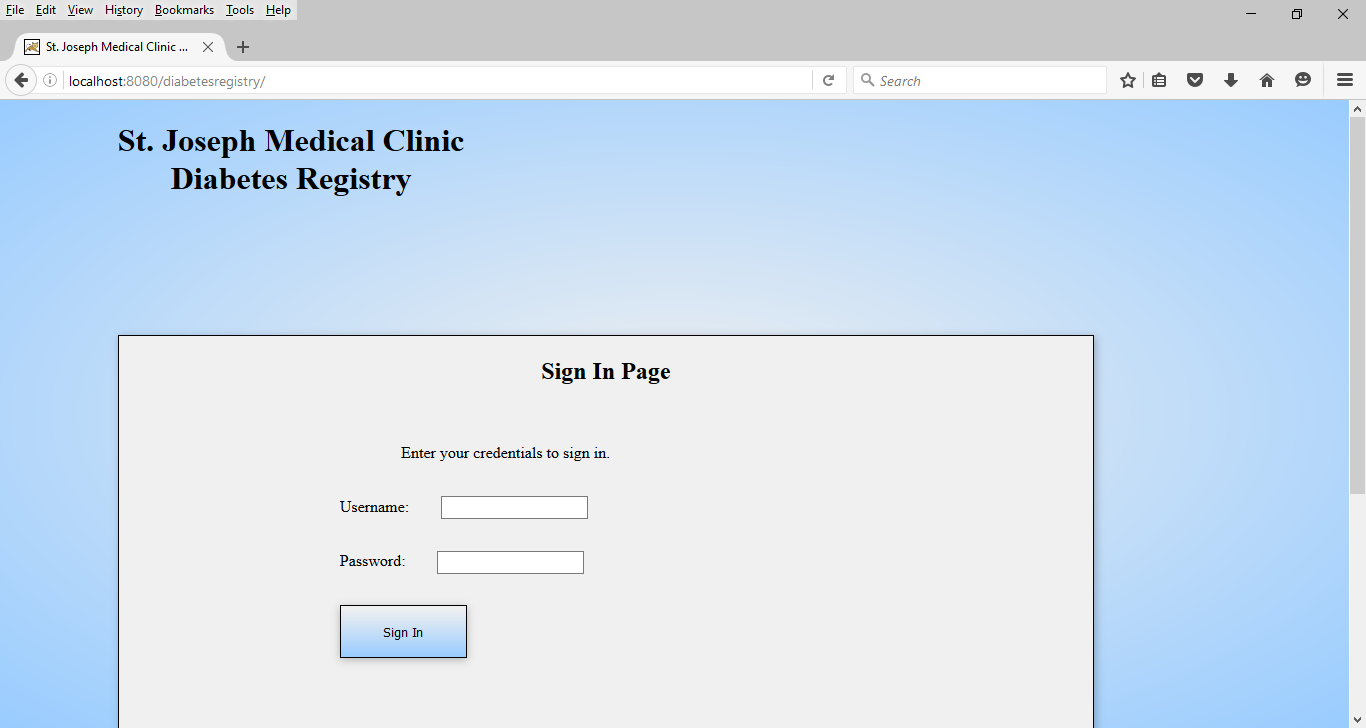 File Edit View History Bookmarks Tools Help
St. Joseph Medical Clinic ...
localhost:8080/diabetesregistry/
Search
St. Joseph Medical Clinic
Diabetes Registry
Sign In Page
Enter your credentials to sign in.
Username:
Password:
Sign In